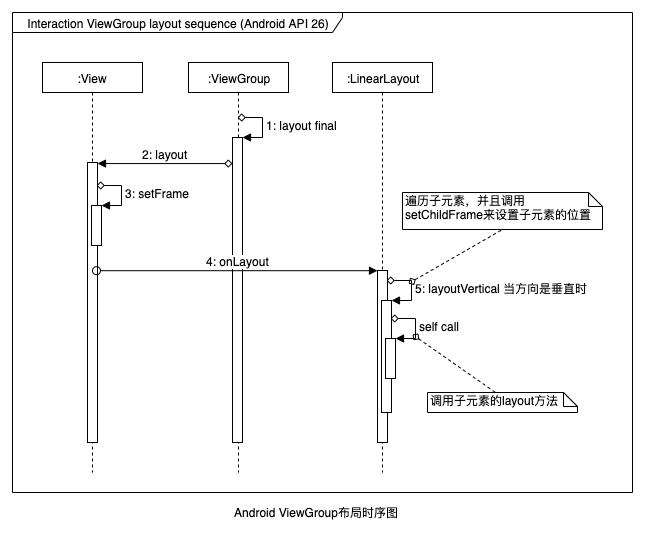 Interaction ViewGroup layout sequence (Android API 26)
:View
:ViewGroup
:LinearLayout
1: layout final
2: layout
3: setFrame
遍历子元素，并且调用
setChildFrame来设置子元素的位置
4: onLayout
5: layoutVertical 当方向是垂直时
self call
调用子元素的layout方法
Android ViewGroup布局时序图